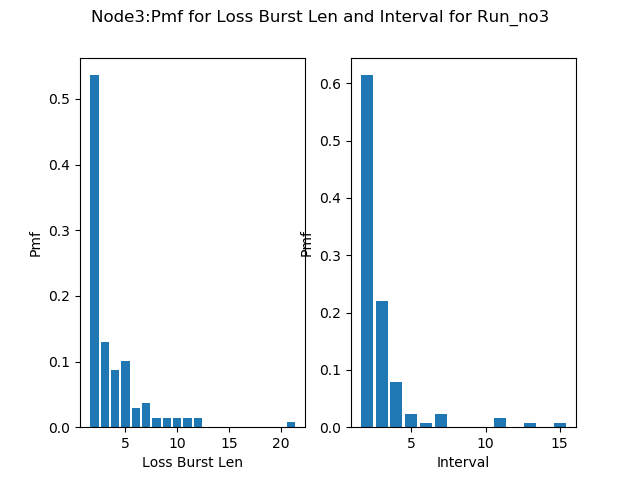 Node3:Pmf for Loss Burst Len and Interval for Run_no3
0.5
0.4
0.3
0.2
0.1
0.0
Pmf
5 10 15 20
Loss Burst Len
0.6
0.5
0.4
0.3
0.2
0.1
0.0
Pmf
5 10 15
Interval